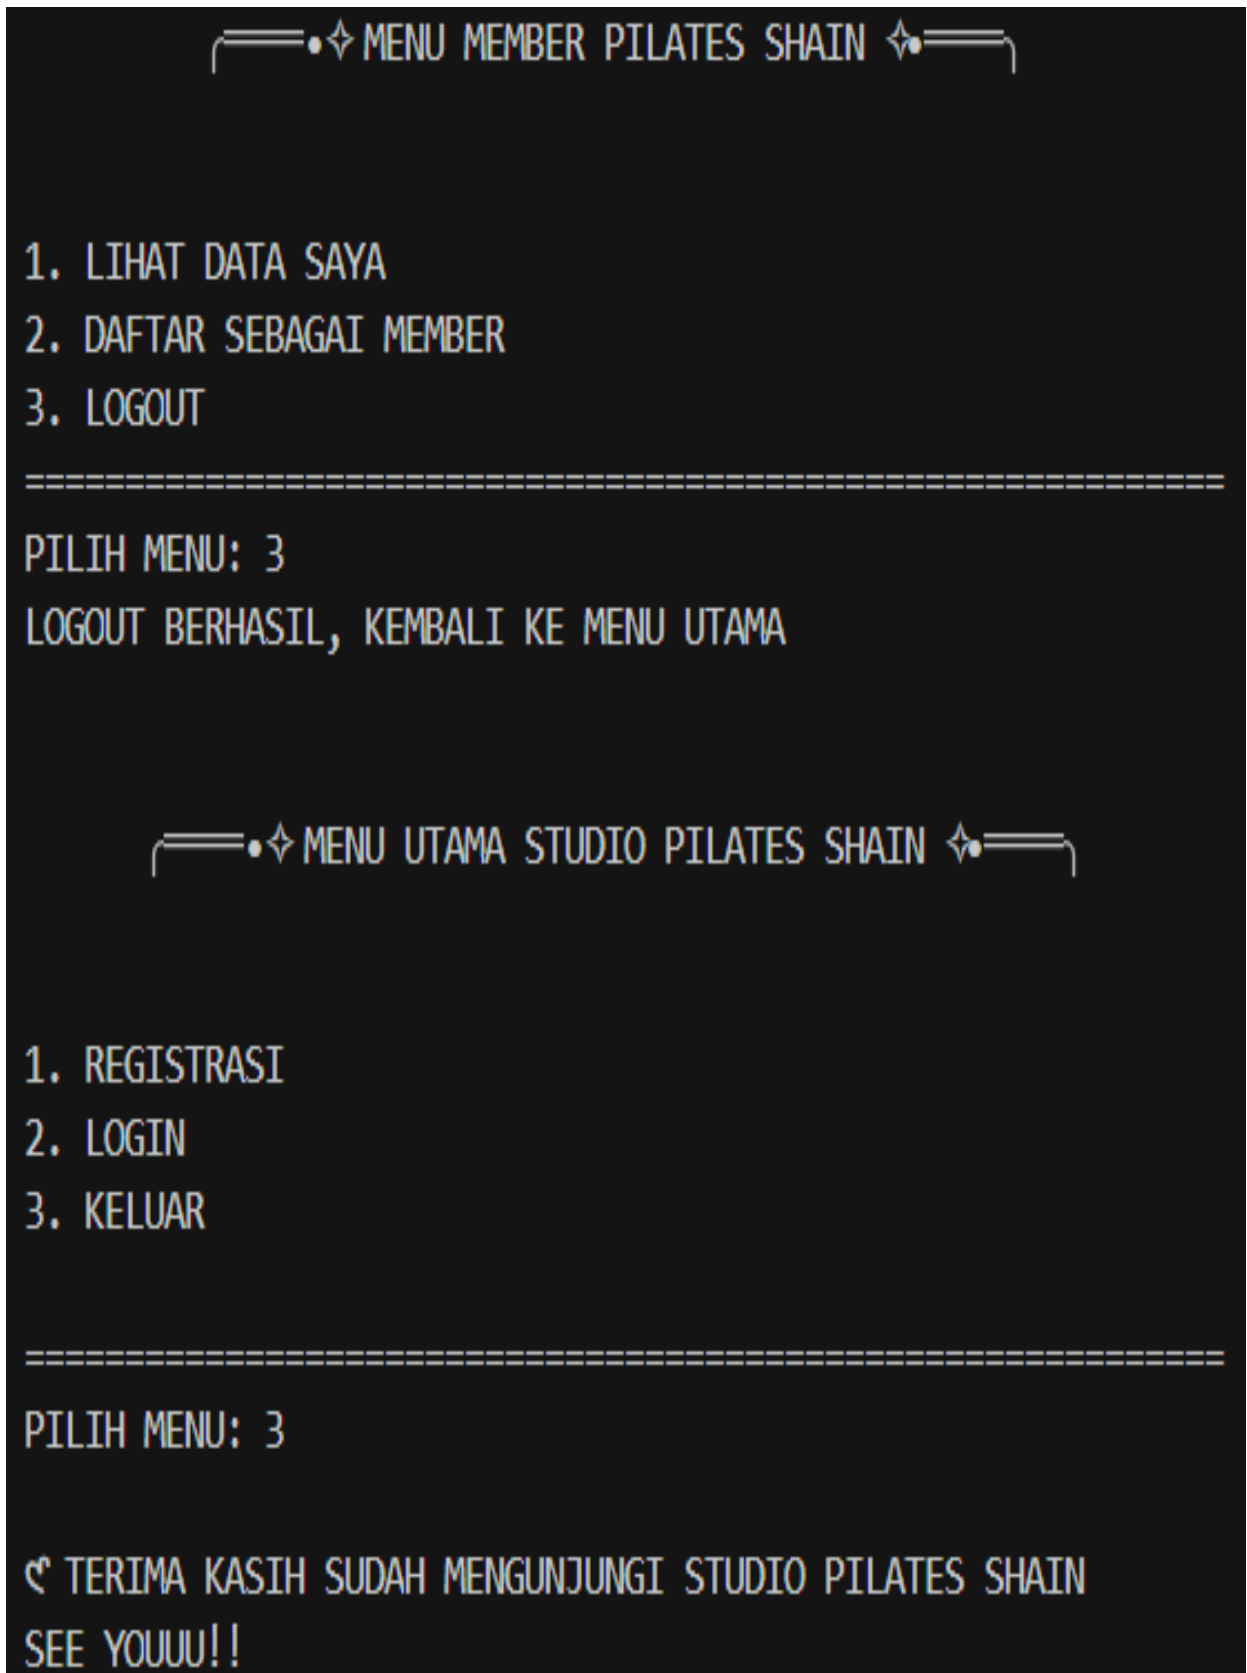 ╭══•✧ MENU MEMBER PILATES SHAIN ✧•══╮
1. LIHAT DATA SAYA
2. DAFTAR SEBAGAI MEMBER
3. LOGOUT
============================================================
PILIH MENU: 3
LOGOUT BERHASIL, KEMBALI KE MENU UTAMA
╭══•✧ MENU UTAMA STUDIO PILATES SHAIN ✧•══╮
1. REGISTRASI
2. LOGIN
3. KELUAR
============================================================
PILIH MENU: 3
ఌ TERIMA KASIH SUDAH MENGUNJUNGI STUDIO PILATES SHAIN
SEE YOUUU!!